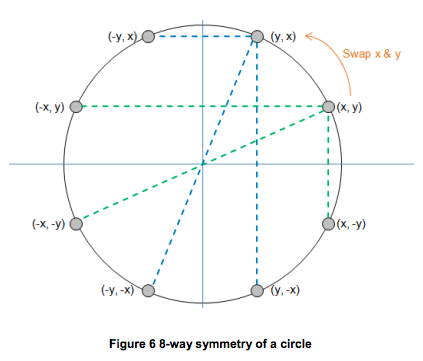 (-y, x)
(y, x)
Swap x & y
(-x, y)
(x, y)
(-x, -y)
(x, -y)
(-y, -x)
(y, -x)
Figure 6 8-way symmetry of a circle